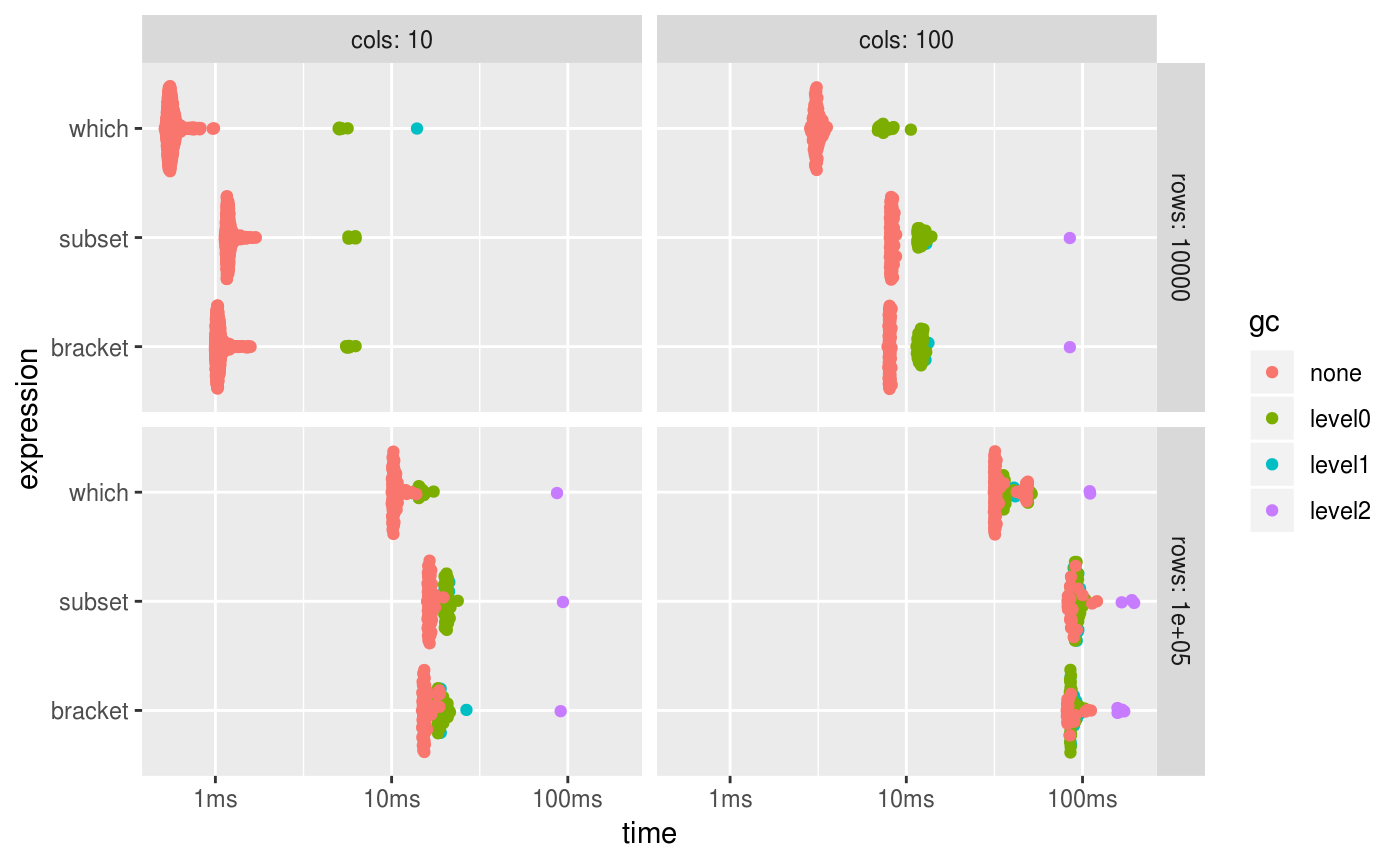 cols: 10
cols: 100
which
subset
bracket
rows: 10000
expression
gc
none
level0
level1
level2
which
subset
bracket
rows: 1e+05
1ms
10ms
100ms
1ms
10ms
100ms
time